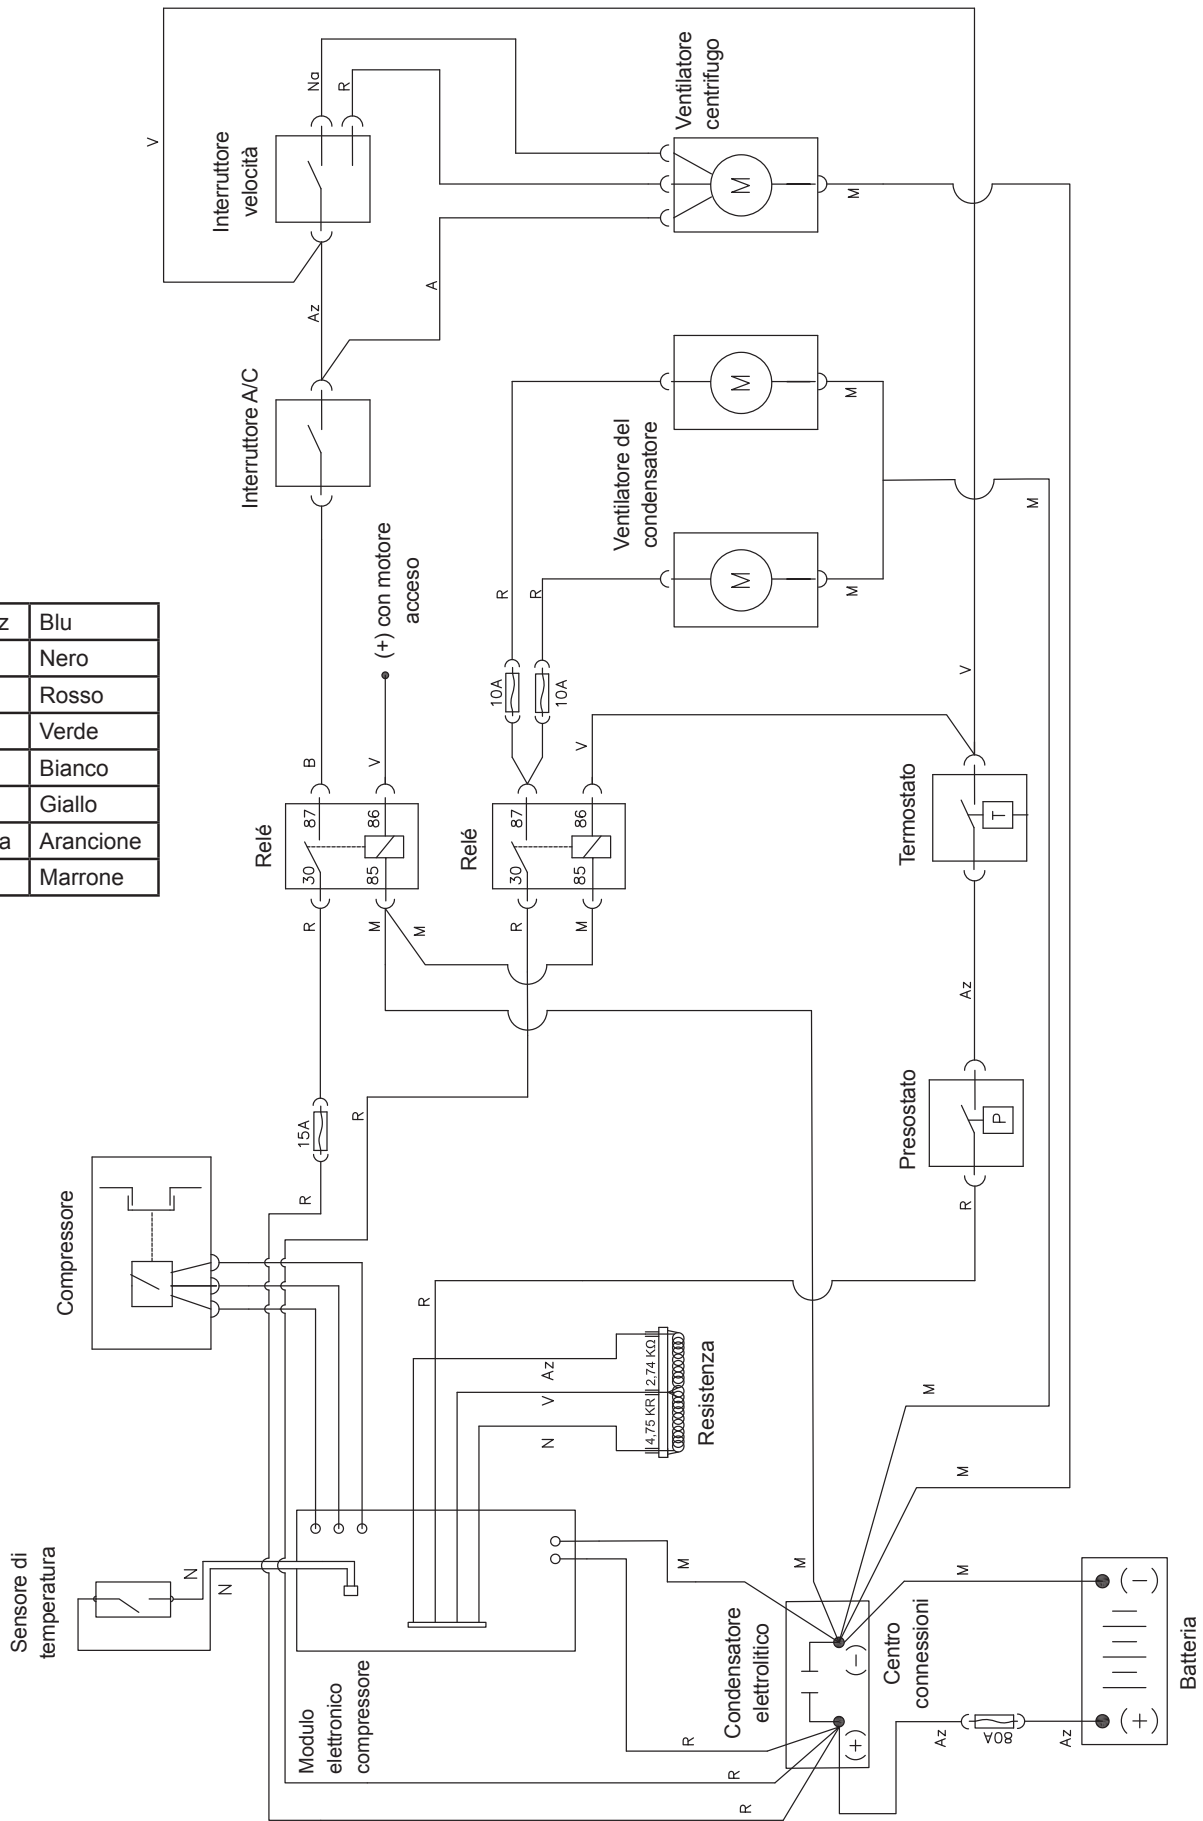 V
Na
R
Interruttore
velocità
Ventilatore
centrifugo
M
M
Az
A
Interruttore A/C
M
M
M
M
Ventilatore del
condensatore
M
R
R
(+) con motore
acceso
10A
10A
z Blu
Nero
Rosso
Verde
Bianco
Giallo
a Arancione
Marrone
B
V
V
V
Relé
87
86
30
85
Relé
87
86
30
85
R
M
M
R
M
Termostato
T
Az
Presostato
P
R
15A
R
R
Compressore
R
Az
V
N
4,75 KR
2,74 KΩ
Resistenza
M
M
Sensore di
temperatura
N
N
Modulo
elettronico
compressore
M
M
Condensatore
elettrolitico
(+)
(-)
Centro
connessioni
R
R
R
M
Az
80A
Az
(+)
(-)
Batteria